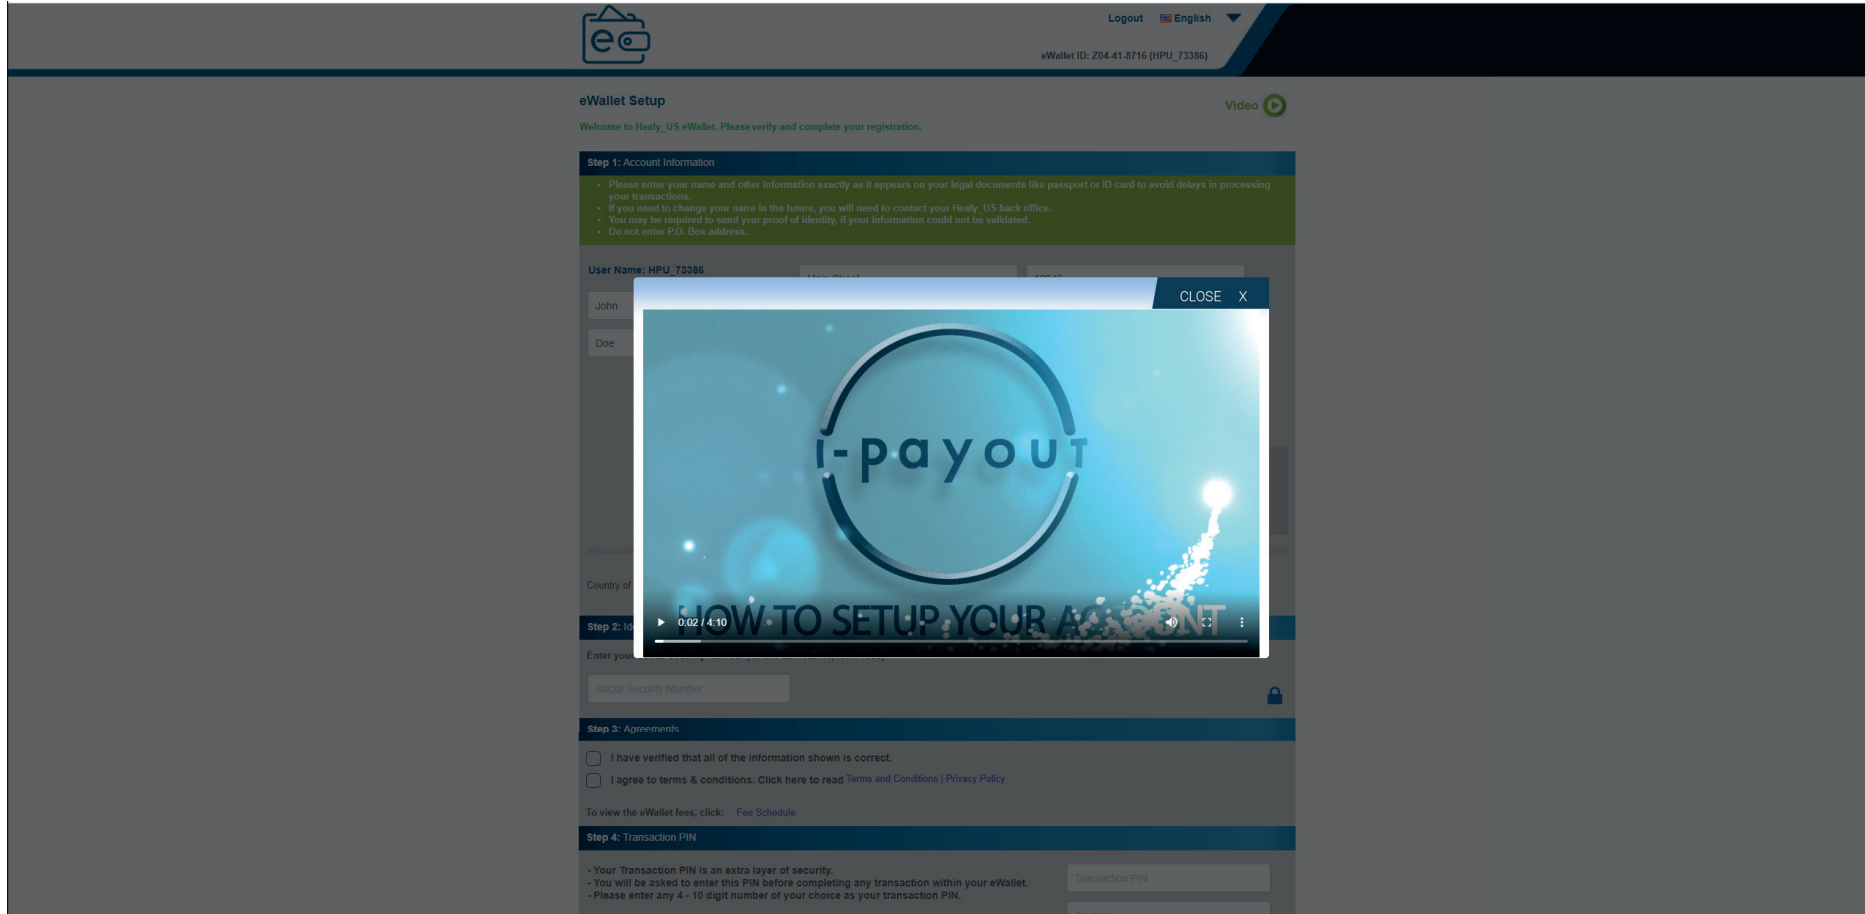 e
Logout English
eWallet ID: Z04-41-8716 (HPU_73386)
eWallet Setup
Video
Welcome to Healy_US eWallet. Please verify and complete your registration.
Step 1: Account Information
• Please enter your name and other information exactly as it appears on your legal documents like passport or ID card to avoid delays in processing
your transactions.
• If you need to change your name in the future, you will need to contact your Healy_US back office.
• You may be required to send your proof of identity, if your information could not be validated.
• Do not enter P.O. Box address.
User Name: HPU_73386
CLOSE X
John
Doe
i-payout
Country of
HOW TO SETUP YOUR ACCOUNT
0:02 / 4:10
Step 2:
Enter your
Social Security Number
Step 3: Agreements
I have verified that all of the information shown is correct.
I agree to terms & conditions. Click here to read Terms and Conditions | Privacy Policy
To view the eWallet fees, click: Fee Schedule
Step 4: Transaction PIN
- Your Transaction PIN is an extra layer of security.
- You will be asked to enter this PIN before completing any transaction within your eWallet.
- Please enter any 4 - 10 digit number of your choice as your transaction PIN.
Transaction PIN